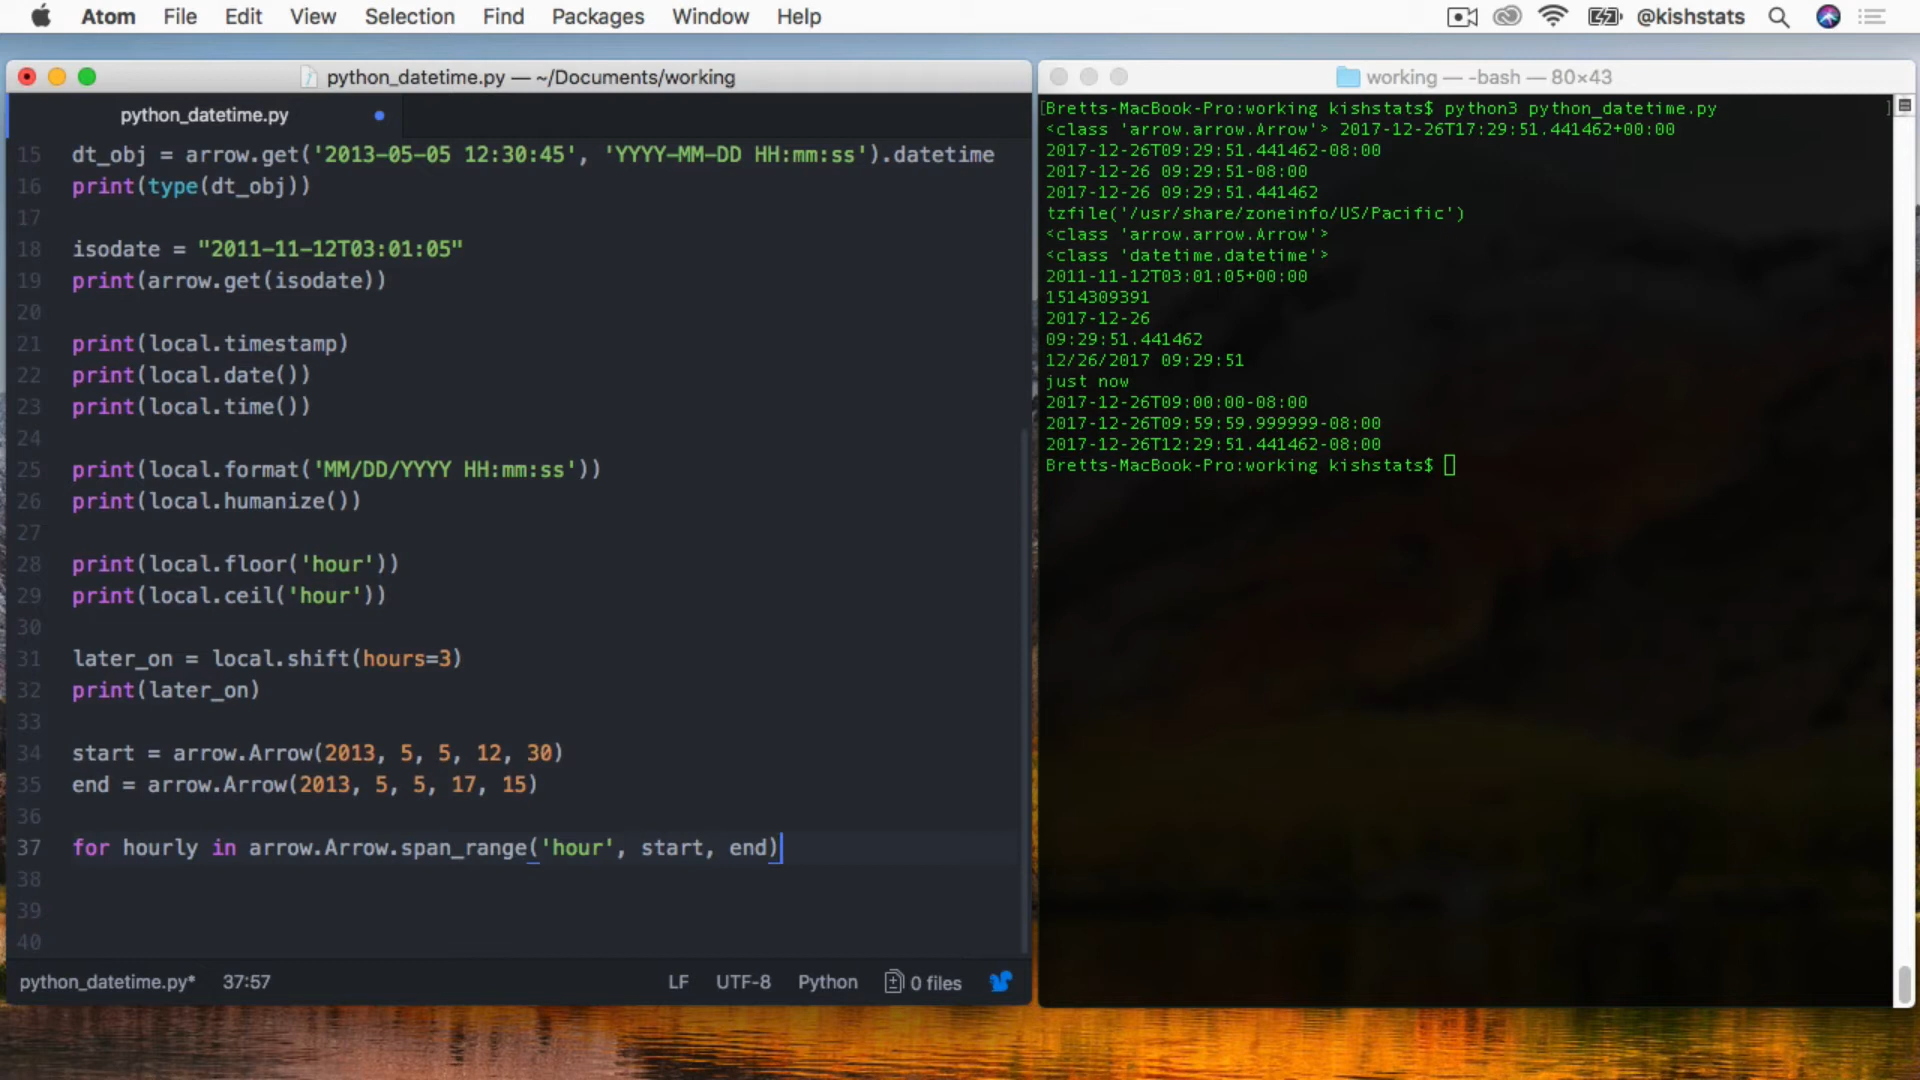 Atom File Edit View Selection Find Packages Window Help @kishstats
python_datetime.py — ~/Documents/working
python_datetime.py
15 dt_obj = arrow.get('2013-05-05 12:30:45', 'YYYY-MM-DD HH:mm:ss').datetime
16 print(type(dt_obj))
17
18 isodate = "2011-11-12T03:01:05"
19 print(arrow.get(isodate))
20
21 print(local.timestamp)
22 print(local.date())
23 print(local.time())
24
25 print(local.format('MM/DD/YYYY HH:mm:ss'))
26 print(local.humanize())
27
28 print(local.floor('hour'))
29 print(local.ceil('hour'))
30
31 later_on = local.shift(hours=3)
32 print(later_on)
33
34 start = arrow.Arrow(2013, 5, 5, 12, 30)
35 end = arrow.Arrow(2013, 5, 5, 17, 15)
36
37 for hourly in arrow.Arrow.span_range('hour', start, end)
38
39
40
python_datetime.py* 37:57 LF UTF-8 Python 0 files
working — -bash — 80×43
[Bretts-MacBook-Pro:working kishstats$ python3 python_datetime.py ]
<class 'arrow.arrow.Arrow'> 2017-12-26T17:29:51.441462+00:00
2017-12-26T09:29:51.441462-08:00
2017-12-26 09:29:51-08:00
2017-12-26 09:29:51.441462
tzfile('/usr/share/zoneinfo/US/Pacific')
<class 'arrow.arrow.Arrow'>
<class 'datetime.datetime'>
2011-11-12T03:01:05+00:00
1514309391
2017-12-26
09:29:51.441462
12/26/2017 09:29:51
just now
2017-12-26T09:00:00-08:00
2017-12-26T09:59:59.999999-08:00
2017-12-26T12:29:51.441462-08:00
Bretts-MacBook-Pro:working kishstats$